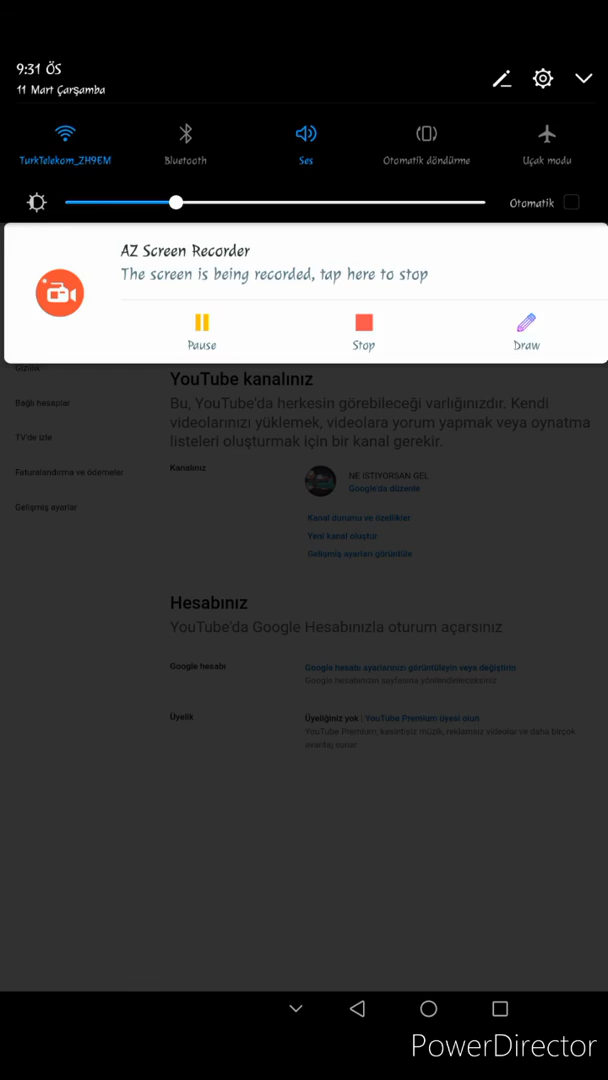 9:31 ÖS
11 Mart Çarşamba
TurkTelekom_ZH9EM
Bluetooth
Ses
Otomatik döndürme
Uçak modu
Otomatik
AZ Screen Recorder
The screen is being recorded, tap here to stop
Pause
Stop
Draw
Gizlilik
Bağlı hesaplar
TV'de izle
Faturalandırma ve ödemeler
Gelişmiş ayarlar
YouTube kanalınız
Bu, YouTube'da herkesin görebileceği varlığınızdır. Kendi
videolarınızı yüklemek, videolara yorum yapmak veya oynatma
listeleri oluşturmak için bir kanal gerekir.
Kanalınız
NE ISTIYORSAN GEL
Google'da düzenle
Kanal durumu ve özellikler
Yeni kanal oluştur
Gelişmiş ayarları görüntüle
Hesabınız
YouTube'da Google Hesabınızla oturum açarsınız
Google hesabı
Google hesabı ayarlarınızı görüntüleyin veya değiştirin
Google hesabınızın sayfasına yönlendirileceksiniz
Üyelik
Üyeliğiniz yok : YouTube Premium üyesi olun
YouTube Premium, kesintisiz müzik, reklamsız videolar ve daha birçok
avantaj sunar
PowerDirector